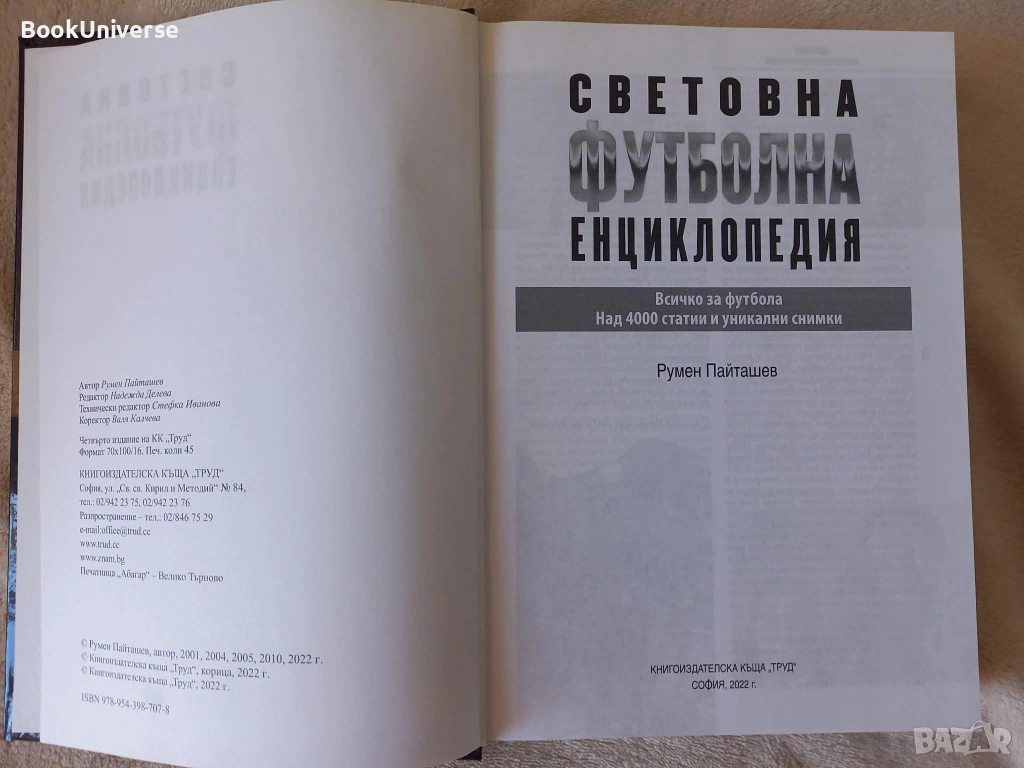 BookUniverse
Автор Румен Пайташев
Редактор Надежда Делева
Технически редактор Стефка Иванова
Коректор Валя Калчева
Четвърто издание на КК „Труд“
Формат 70х100/16. Печ. коли 45
КНИГОИЗДАТЕЛСКА КЪЩА „ТРУД“
София, ул. „Св. св. Кирил и Методий“ № 84,
тел.: 02/942 23 75, 02/942 23 76
Разпространение – тел.: 02/846 75 29
e-mail:office@trud.cc
www.trud.cc
www.znam.bg
Печатница „Абагар“ – Велико Търново
© Румен Пайташев, автор, 2001, 2004, 2005, 2010, 2022 г.
© Книгоиздателска къща „Труд“, корица, 2022 г.
© Книгоиздателска къща „Труд“, 2022 г.
ISBN 978-954-398-707-8
СВЕТОВНА
ФУТБОЛНА
ЕНЦИКЛОПЕДИЯ
Всичко за футбола
Над 4000 статии и уникални снимки
Румен Пайташев
КНИГОИЗДАТЕЛСКА КЪЩА „ТРУД“
СОФИЯ, 2022 г.
BAZAR